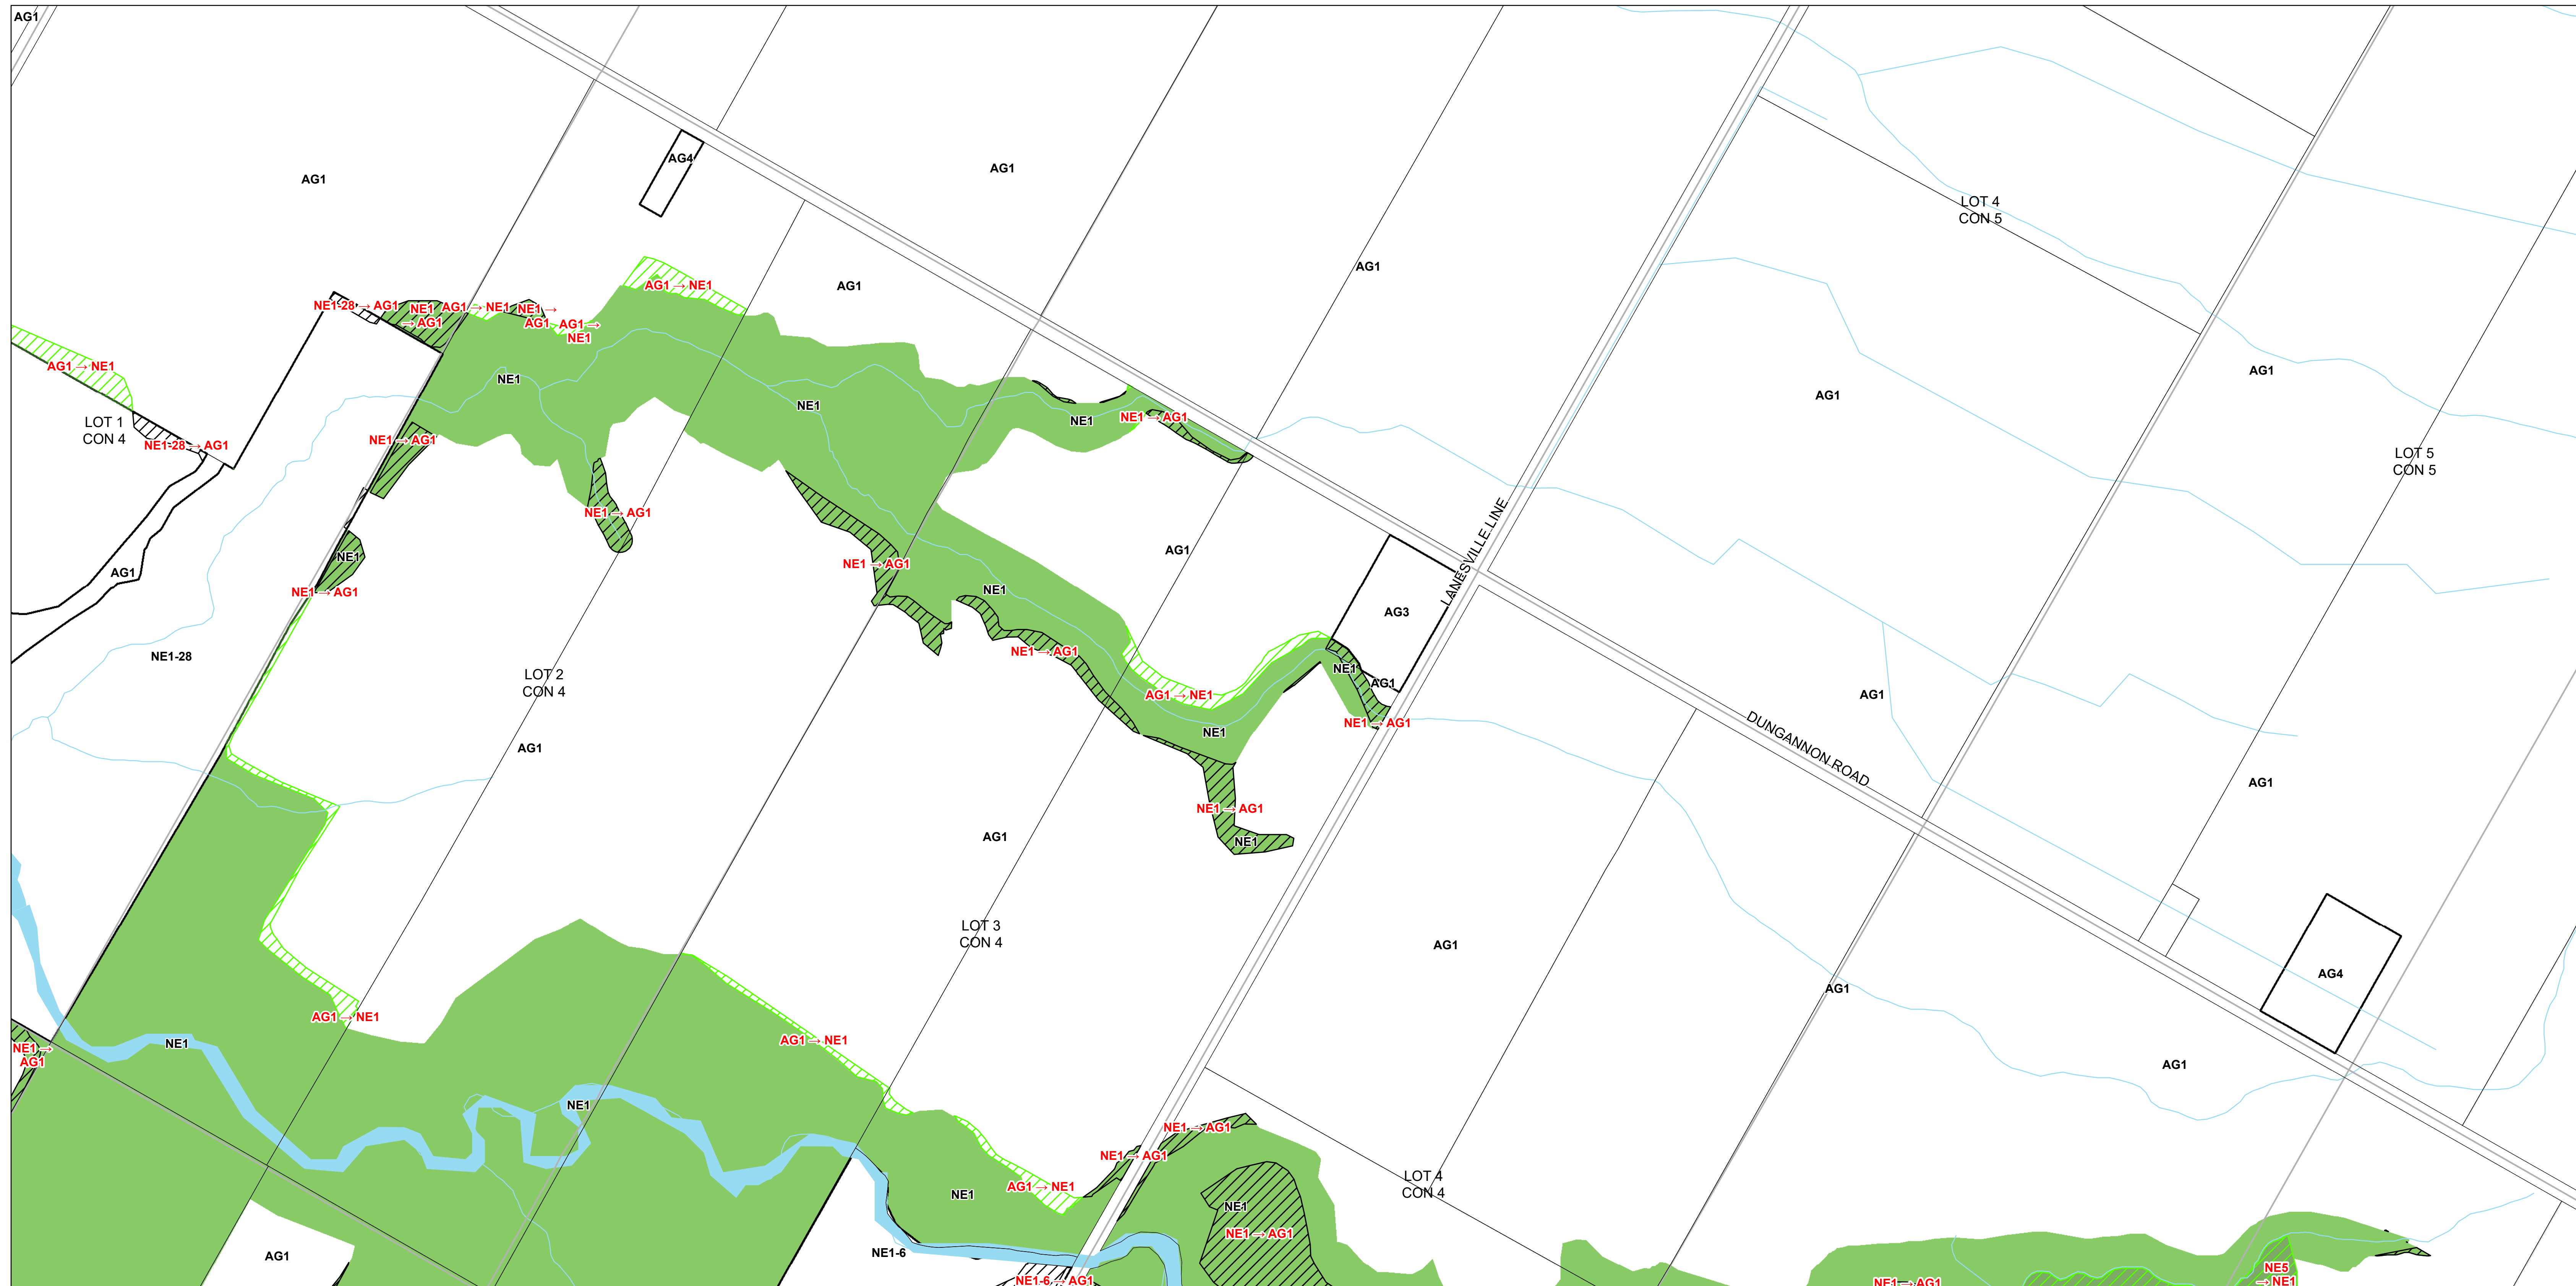 AG1
AG4
AG1
AG1
LOT 4
CON 5
AG1
AG1
AG1 → NE1
NE1-28 → AG1
NE1
→ AG1
AG1 → NE1
NE1 →
AG1
AG1 →
NE1
AG1 → NE1
NE1
AG1
AG1
LOT 1
CON 4
NE1-28 → AG1
NE1 → AG1
NE1
NE1
NE1 → AG1
LOT 5
CON 5
NE1 → AG1
LANESVILLE LINE
AG1
NE1
AG1
NE1 → AG1
NE1 → AG1
NE1
AG3
NE1-28
NE1 → AG1
LOT 2
CON 4
NE1
AG1
AG1 → NE1
AG1
NE1
NE1 → AG1
AG1
DUNGANNON ROAD
AG1
NE1 → AG1
AG1
NE1
LOT 3
CON 4
AG1
AG4
AG1
AG1 → NE1
NE1
AG1 → NE1
NE1 →
AG1
AG1
NE1
NE1 → AG1
NE1 → AG1
AG1 → NE1
NE1
LOT 4
CON 4
NE1
NE1 → AG1
AG1
NE1-6
NE1-6 → AG1
NE1 → AG1
NE5
→ NE1